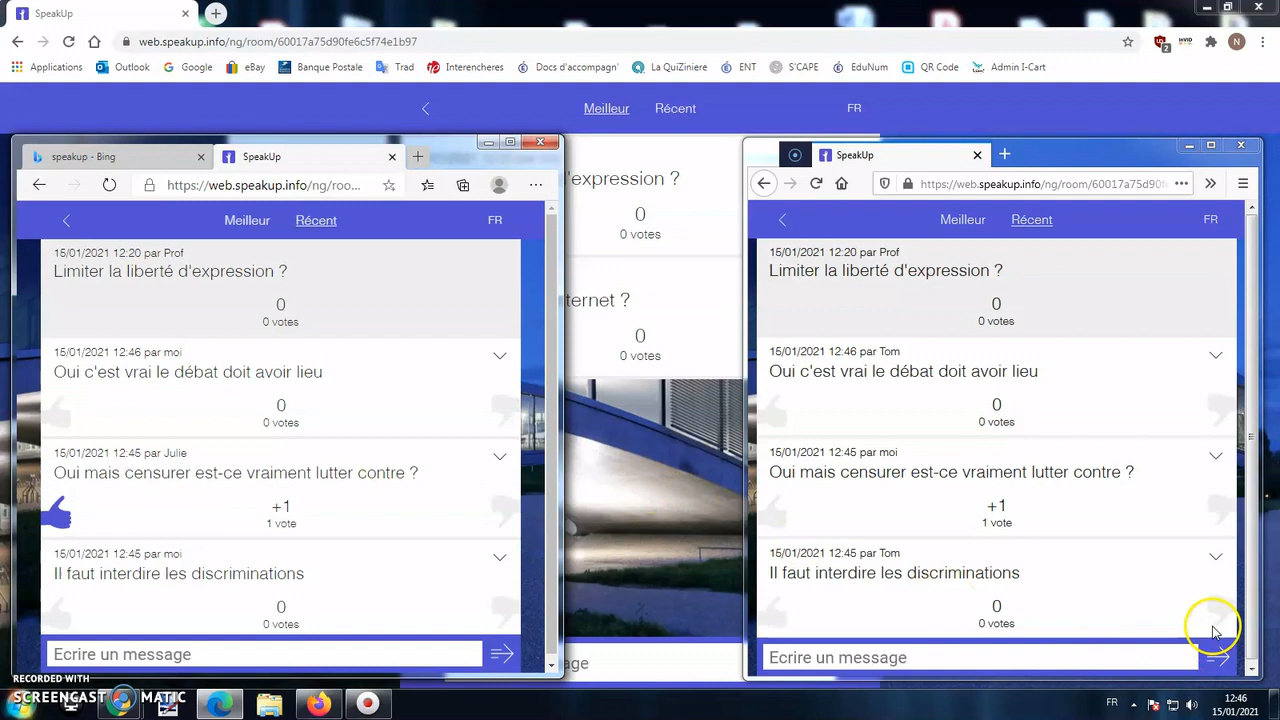 SpeakUp
web.speakup.info/ng/room/60017a75d90fe6c5f74e1b97
2
N
Applications
Outlook
Google
eBay
Banque Postale
Trad
Interencheres
Docs d'accompagn'
La QuiZiniere
ENT
S'CAPE
EduNum
QR Code
Admin I-Cart
Meilleur
Récent
FR
'expression ?
0
0 votes
ternet ?
0
0 votes
age
speakup - Bing
SpeakUp
https://web.speakup.info/ng/roo...
Meilleur
Récent
FR
15/01/2021 12:20 par Prof
Limiter la liberté d'expression ?
0
0 votes
15/01/2021 12:46 par moi
Oui c'est vrai le débat doit avoir lieu
0
0 votes
15/01/2021 12:45 par Julie
Oui mais censurer est-ce vraiment lutter contre ?
+1
1 vote
15/01/2021 12:45 par moi
Il faut interdire les discriminations
0
0 votes
Ecrire un message
SpeakUp
https://web.speakup.info/ng/room/60017a75d90f
Meilleur
Récent
FR
15/01/2021 12:20 par Prof
Limiter la liberté d'expression ?
0
0 votes
15/01/2021 12:46 par Tom
Oui c'est vrai le débat doit avoir lieu
0
0 votes
15/01/2021 12:45 par moi
Oui mais censurer est-ce vraiment lutter contre ?
+1
1 vote
15/01/2021 12:45 par Tom
Il faut interdire les discriminations
0
0 votes
Ecrire un message
RECORDED WITH
SCREENCAST MATIC
FR
12:46
15/01/2021